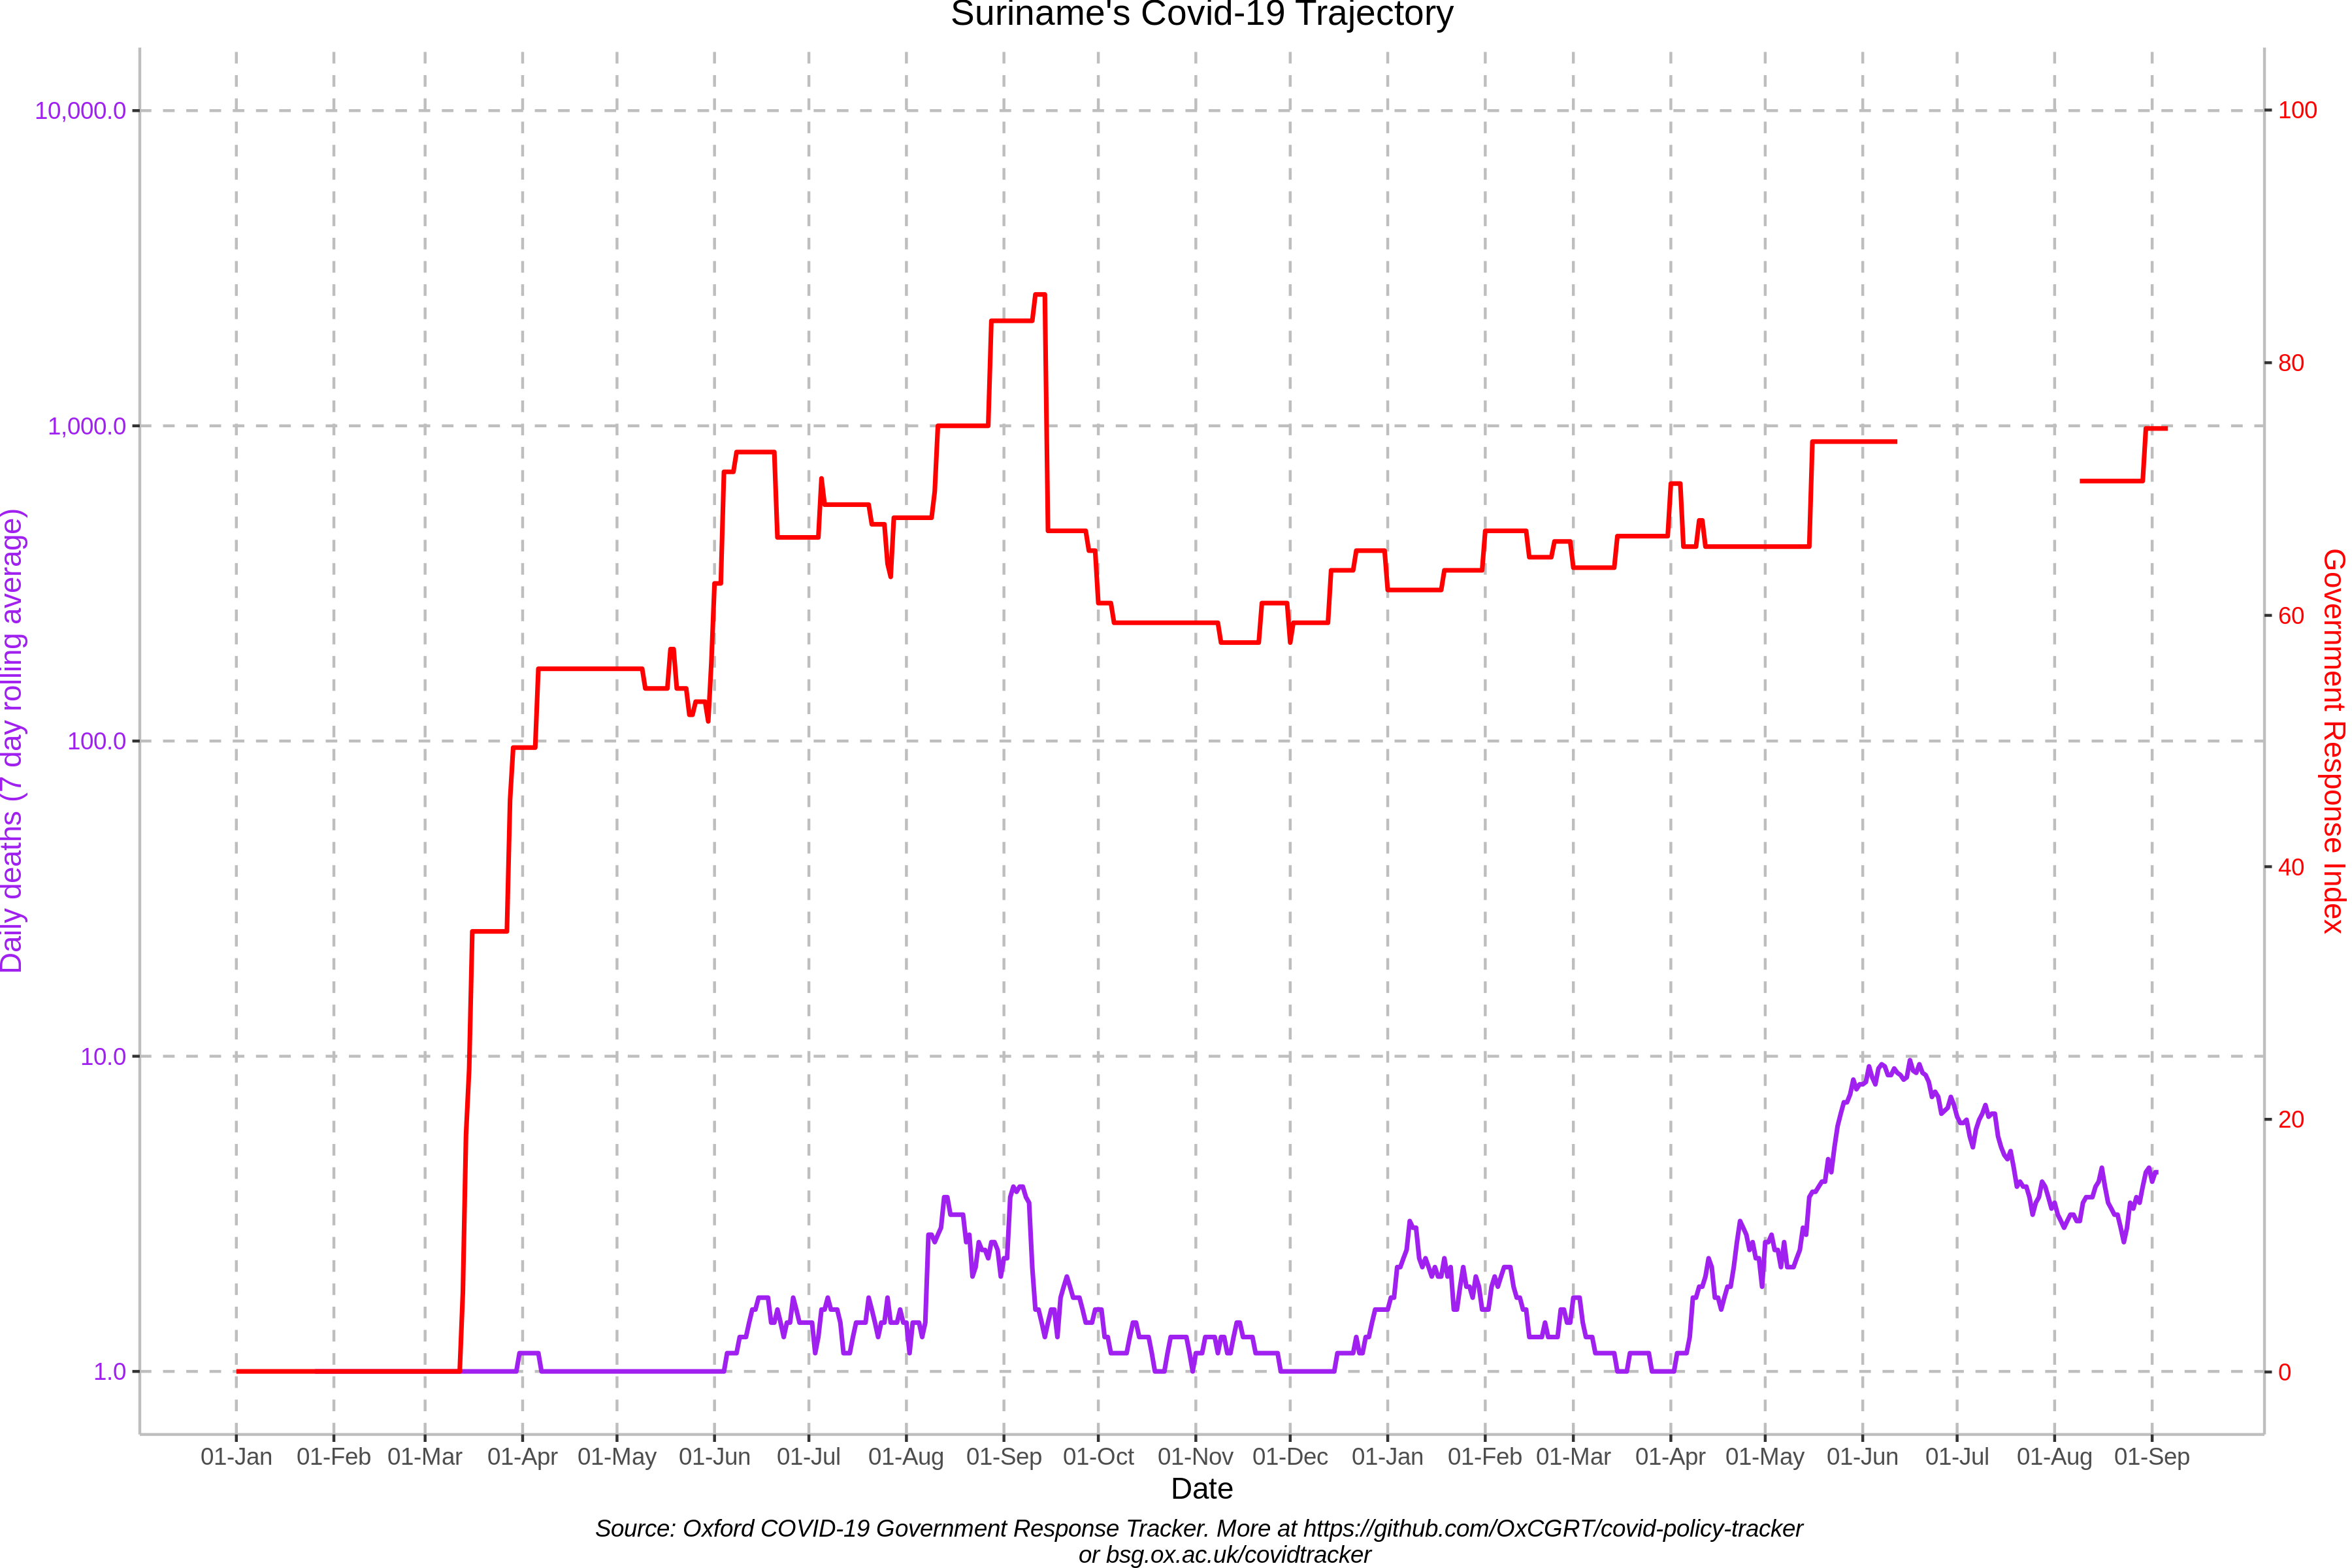 Suriname's Covid-19 Trajectory
10,000.0
1,000.0
100.0
10.0
1.0
Daily deaths (7 day rolling average)
100
80
60
40
20
0
Government Response Index
01-Jan 01-Feb 01-Mar 01-Apr 01-May 01-Jun 01-Jul 01-Aug 01-Sep 01-Oct 01-Nov 01-Dec 01-Jan 01-Feb 01-Mar 01-Apr 01-May 01-Jun 01-Jul 01-Aug 01-Sep
Date
Source: Oxford COVID-19 Government Response Tracker. More at https://github.com/OxCGRT/covid-policy-tracker
or bsg.ox.ac.uk/covidtracker